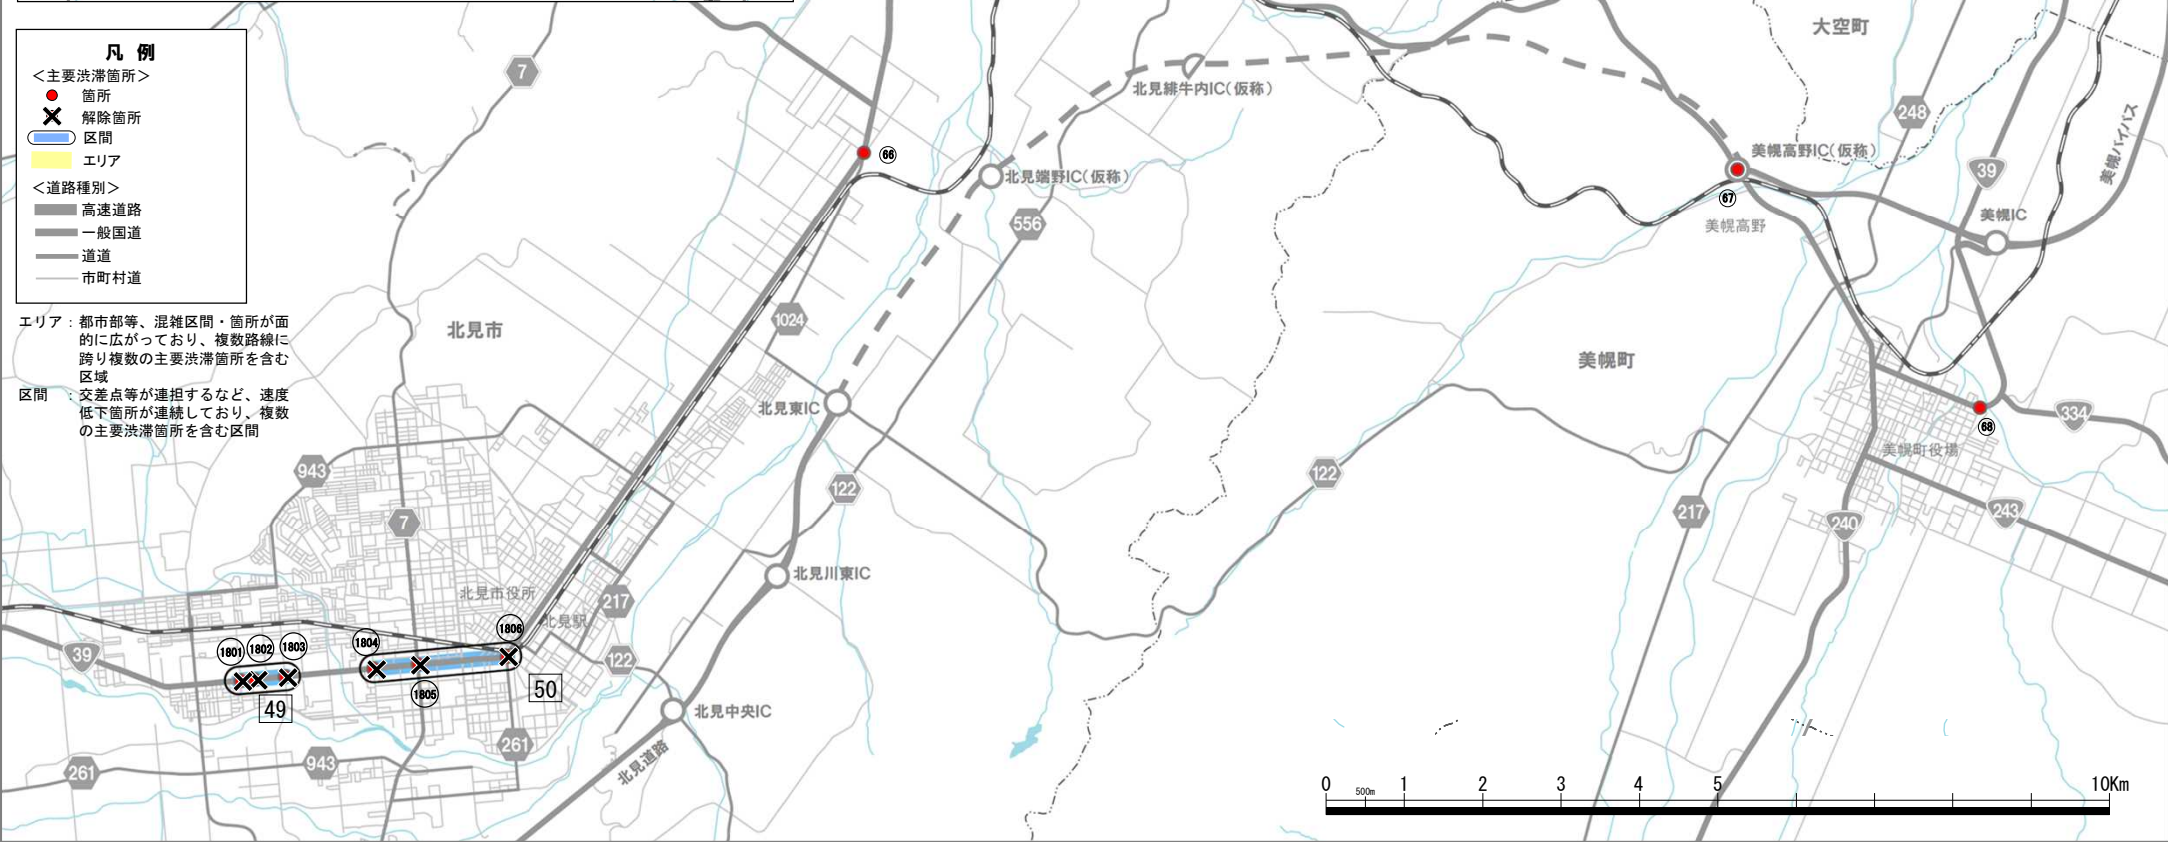 凡 例
＜主要渋滞箇所＞
箇所
解除箇所
区間
エリア
＜道路種別＞
高速道路
一般国道
道道
市町村道
エリア：都市部等、混雑区間・箇所が面
的に広がっており、複数路線に
跨り複数の主要渋滞箇所を含む
区域
区間　：交差点等が連担するなど、速度
低下箇所が連続しており、複数
の主要渋滞箇所を含む区間
7
大空町
北見緋牛内IC(仮称)
248
美幌バイパス
66
北見端野IC(仮称)
美幌高野IC(仮称)
39
67
美幌高野
美幌IC
556
1024
北見市
美幌町
北見東IC
334
68
美幌町役場
943
122
122
7
217
240
243
北見川東IC
北見市役所
217
北見駅
39
1801
1802
1803
1804
1806
122
1805
50
49
北見中央IC
261
943
261
北見道路
0
500m
1
2
3
4
5
10Km